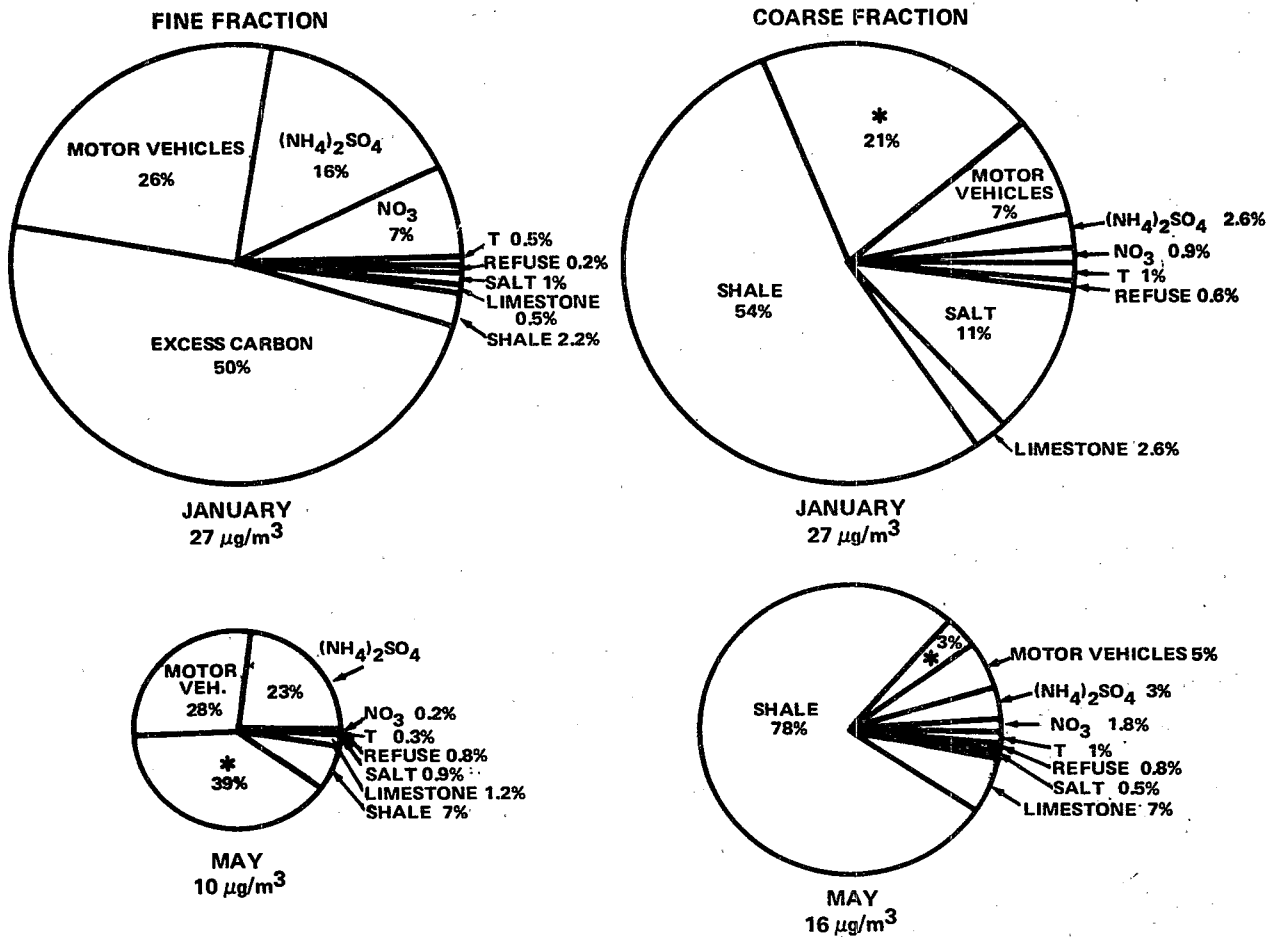 FINE FRACTION
MOTOR VEHICLES
26%
(NH4)2SO4
16%
NO3
7%
T 0.5%
REFUSE 0.2%
SALT 1%
LIMESTONE
0.5%
SHALE 2.2%
EXCESS CARBON
50%
JANUARY
27 µg/m3
COARSE FRACTION
*
21%
MOTOR
VEHICLES
7%
(NH4)2SO4 2.6%
NO3 0.9%
T 1%
REFUSE 0.6%
SALT
11%
SHALE
54%
LIMESTONE 2.6%
JANUARY
27 µg/m3
(NH4)2SO4
MOTOR
VEH.
28%
23%
NO3 0.2%
T 0.3%
REFUSE 0.8%
SALT 0.9%
LIMESTONE 1.2%
SHALE 7%
*
39%
MAY
10 µg/m3
3%
*
MOTOR VEHICLES 5%
(NH4)2SO4 3%
NO3 1.8%
T 1%
REFUSE 0.8%
SALT 0.5%
LIMESTONE 7%
SHALE
78%
MAY
16 µg/m3